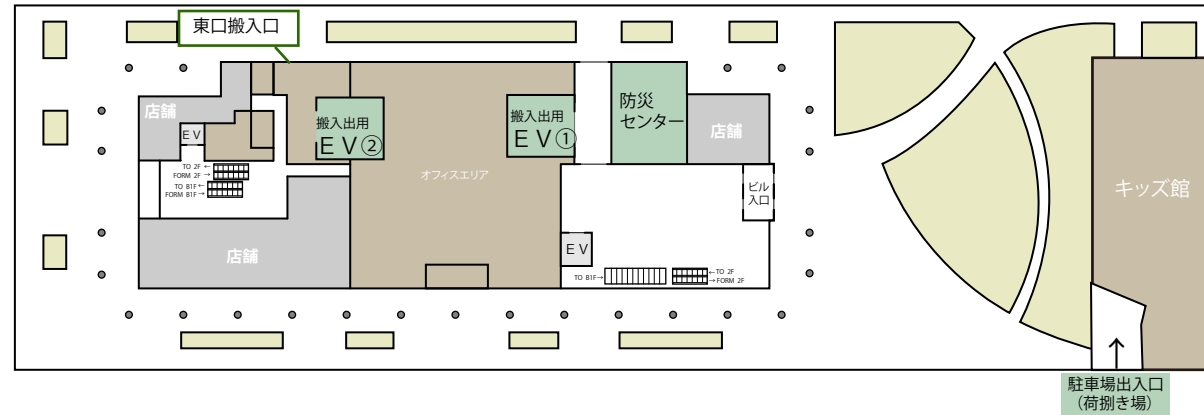 東口搬入口
店舗
EV
TO 2F ←
FORM 2F →
TO B1F←
FORM B1F→
店舗
搬入出用
EV②
オフィスエリア
搬入出用
EV①
防災
センター
店舗
ビル
入口
EV
TO B1F→
←TO 2F
→FORM 2F
キッズ館
駐車場出入口
（荷捌き場）